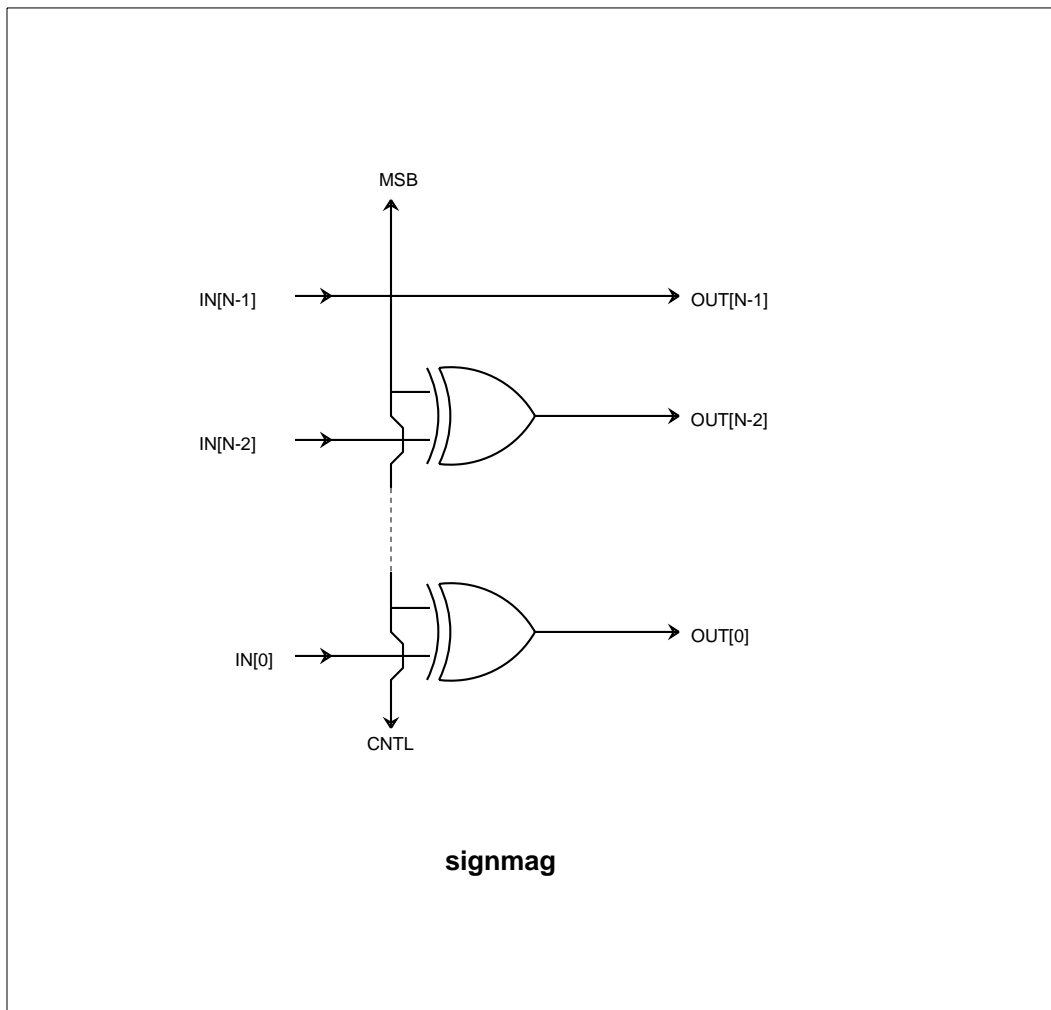 MSB
IN[N-1]
OUT[N-1]
IN[N-2]
OUT[N-2]
IN[0]
OUT[0]
CNTL
signmag